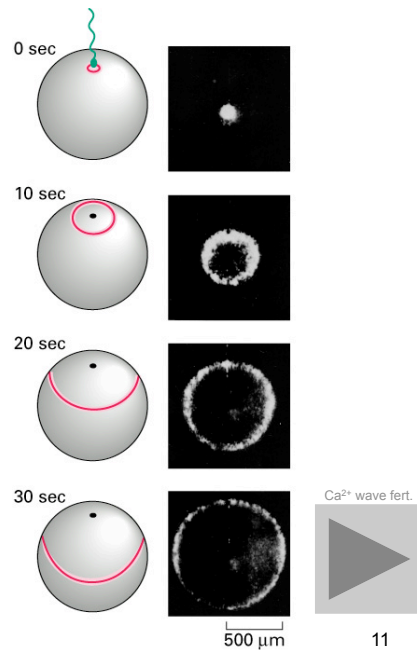 0 sec
10 sec
20 sec
30 sec
Ca²⁺ wave fert.
500 µm
11